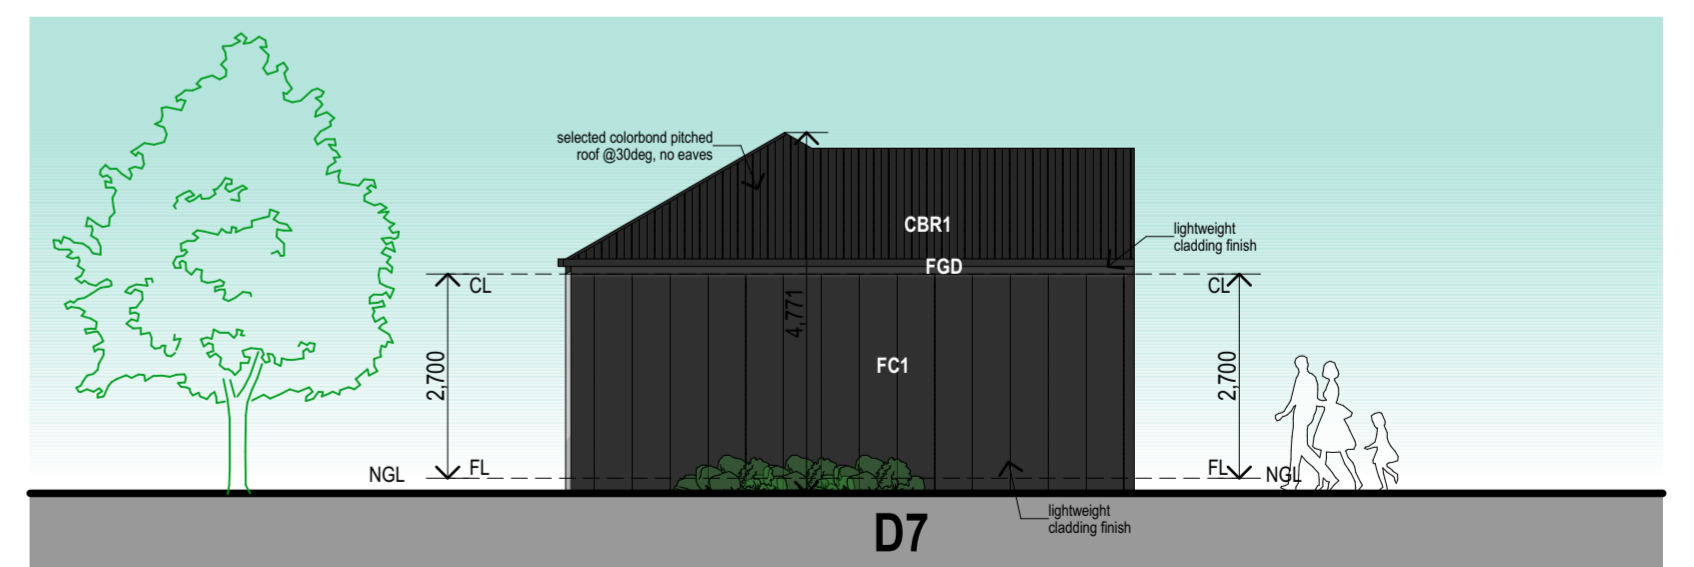 selected colorbond pitched
roof @30deg, no eaves
CBR1
lightweight
cladding finish
FGD
CL
CL
4,771
2,700
FC1
2,700
NGL
FL
FL
NGL
lightweight
cladding finish
D7